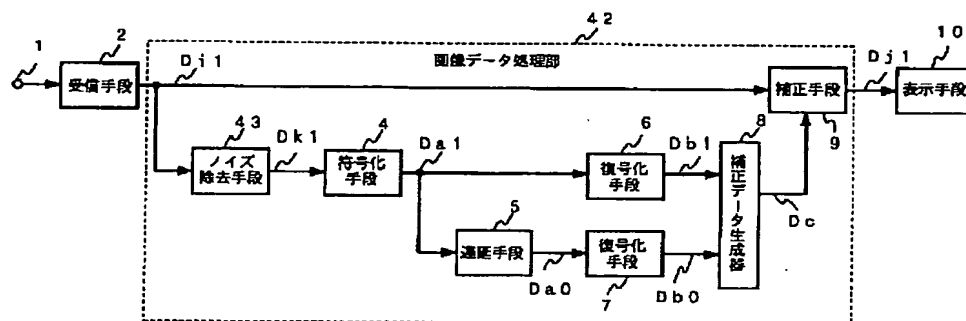 42
1
2
受信手段
Di1
画像データ処理部
補正手段
9
Dj1
10
表示手段
43
ノイズ
除去手段
Dk1
4
符号化
手段
Da1
6
復号化
手段
Db1
8
補正データ生成器
Dc
5
遅延手段
Da0
復号化
手段
7
Db0